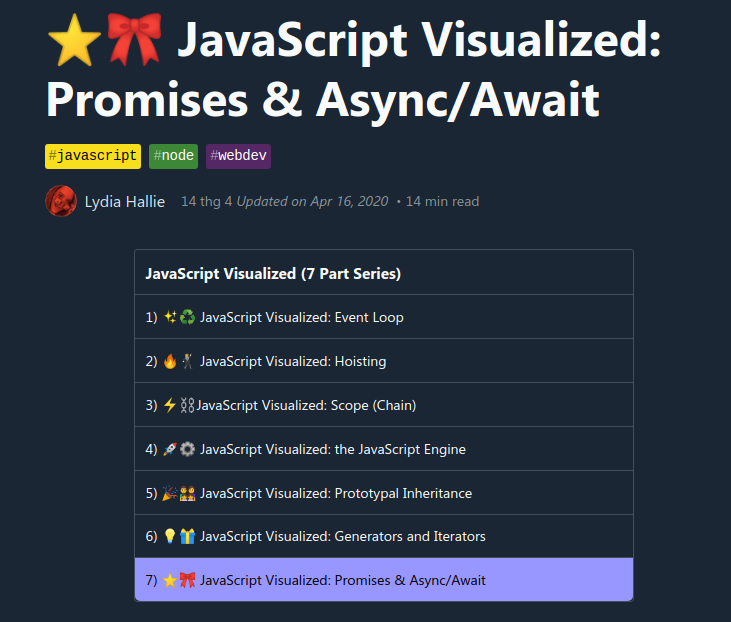 ⭐🎀 JavaScript Visualized:
Promises & Async/Await
#javascript #node #webdev
Lydia Hallie 14 thg 4 Updated on Apr 16, 2020 • 14 min read
JavaScript Visualized (7 Part Series)
1) ✨♻️ JavaScript Visualized: Event Loop
2) 🔥🕺🏼 JavaScript Visualized: Hoisting
3) ⚡️⛓JavaScript Visualized: Scope (Chain)
4) 🚀⚙️ JavaScript Visualized: the JavaScript Engine
5) 🎉👯‍♀️ JavaScript Visualized: Prototypal Inheritance
6) 💡🎁 JavaScript Visualized: Generators and Iterators
7) ⭐️🎀 JavaScript Visualized: Promises & Async/Await